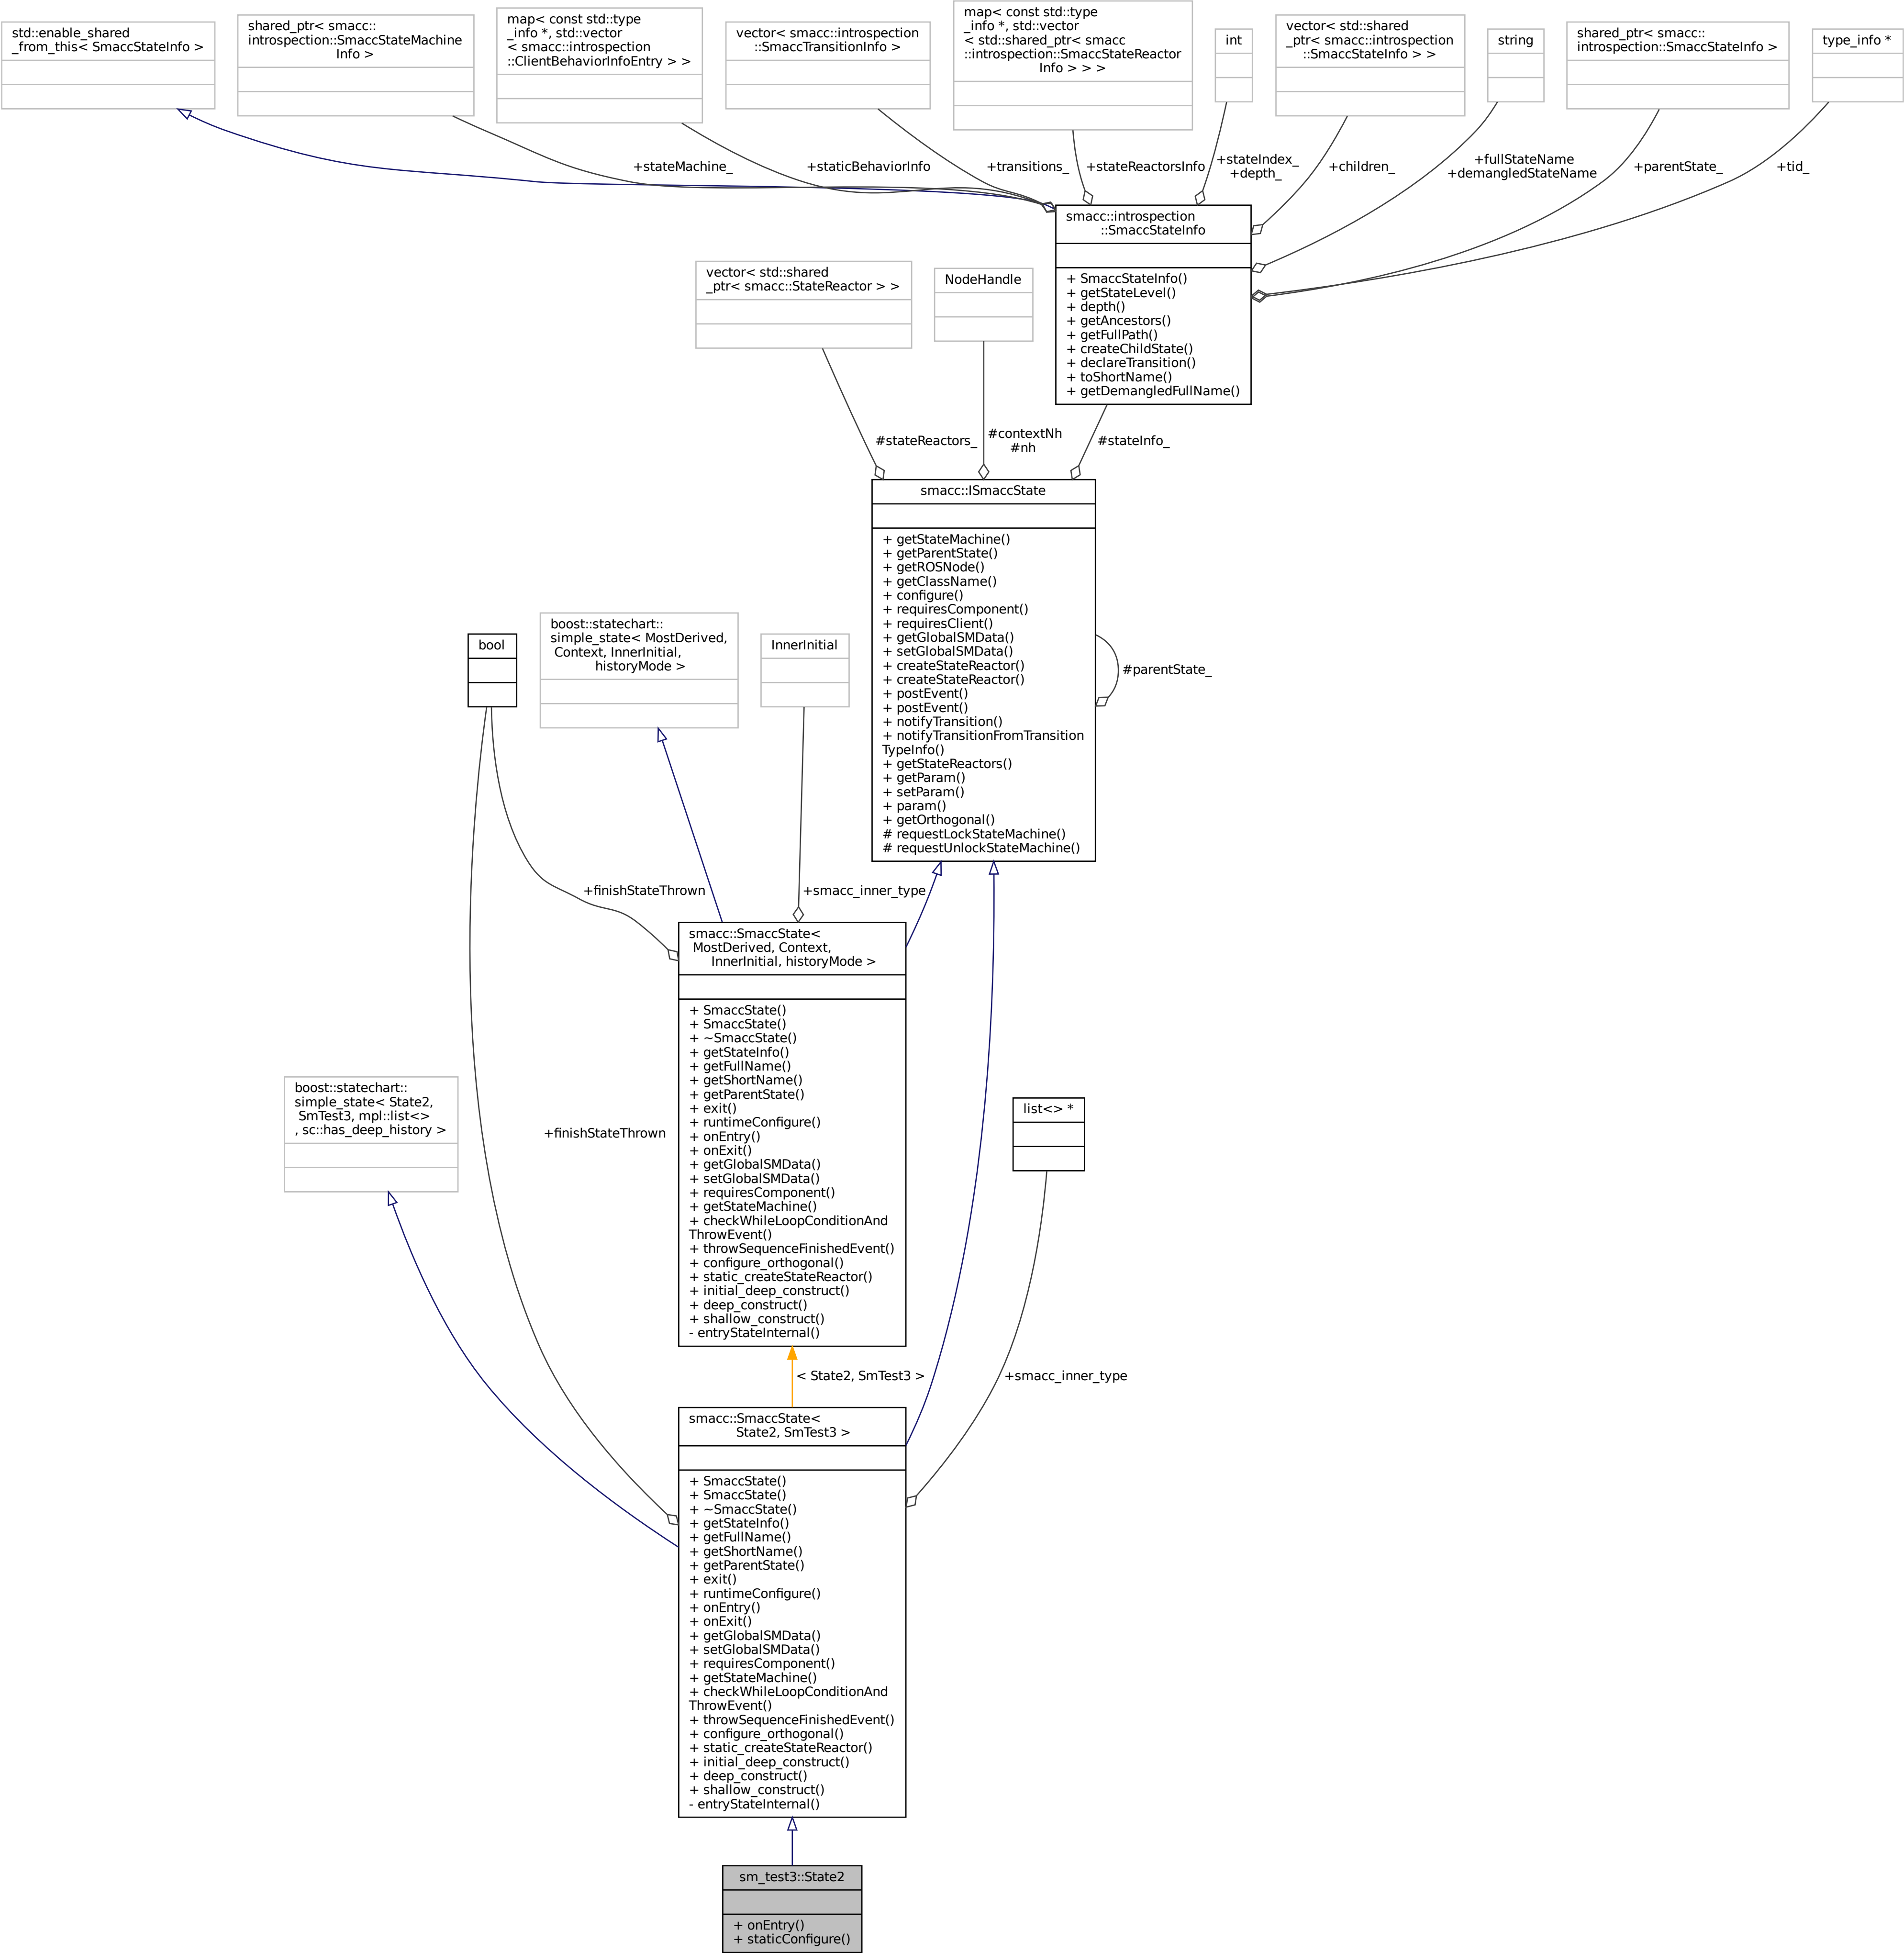 std::enable_shared
_from_this< SmaccStateInfo >
shared_ptr< smacc::
introspection::SmaccStateMachine
Info >
map< const std::type
_info *, std::vector
< smacc::introspection
::ClientBehaviorInfoEntry > >
vector< smacc::introspection
::SmaccTransitionInfo >
map< const std::type
_info *, std::vector
< std::shared_ptr< smacc
::introspection::SmaccStateReactor
Info > > >
int
vector< std::shared
_ptr< smacc::introspection
::SmaccStateInfo > >
string
shared_ptr< smacc::
introspection::SmaccStateInfo >
type_info *
+stateMachine_
+staticBehaviorInfo
+transitions_
+stateReactorsInfo
+stateIndex_
+depth_
+children_
+fullStateName
+demangledStateName
+parentState_
+tid_
smacc::introspection
::SmaccStateInfo
+ SmaccStateInfo()
+ getStateLevel()
+ depth()
+ getAncestors()
+ getFullPath()
+ createChildState()
+ declareTransition()
+ toShortName()
+ getDemangledFullName()
vector< std::shared
_ptr< smacc::StateReactor > >
NodeHandle
#stateReactors_
#contextNh
#nh
#stateInfo_
smacc::ISmaccState
+ getStateMachine()
+ getParentState()
+ getROSNode()
+ getClassName()
+ configure()
+ requiresComponent()
+ requiresClient()
+ getGlobalSMData()
+ setGlobalSMData()
+ createStateReactor()
+ createStateReactor()
+ postEvent()
+ postEvent()
+ notifyTransition()
+ notifyTransitionFromTransition
TypeInfo()
+ getStateReactors()
+ getParam()
+ setParam()
+ param()
+ getOrthogonal()
# requestLockStateMachine()
# requestUnlockStateMachine()
#parentState_
bool
boost::statechart::
simple_state< MostDerived,
Context, InnerInitial,
historyMode >
InnerInitial
+finishStateThrown
+smacc_inner_type
smacc::SmaccState<
MostDerived, Context,
InnerInitial, historyMode >
+ SmaccState()
+ SmaccState()
+ ~SmaccState()
+ getStateInfo()
+ getFullName()
+ getShortName()
+ getParentState()
+ exit()
+ runtimeConfigure()
+ onEntry()
+ onExit()
+ getGlobalSMData()
+ setGlobalSMData()
+ requiresComponent()
+ getStateMachine()
+ checkWhileLoopConditionAnd
ThrowEvent()
+ throwSequenceFinishedEvent()
+ configure_orthogonal()
+ static_createStateReactor()
+ initial_deep_construct()
+ deep_construct()
+ shallow_construct()
- entryStateInternal()
boost::statechart::
simple_state< State2,
SmTest3, mpl::list<>
, sc::has_deep_history >
+finishStateThrown
list<> *
< State2, SmTest3 >
+smacc_inner_type
smacc::SmaccState<
State2, SmTest3 >
+ SmaccState()
+ SmaccState()
+ ~SmaccState()
+ getStateInfo()
+ getFullName()
+ getShortName()
+ getParentState()
+ exit()
+ runtimeConfigure()
+ onEntry()
+ onExit()
+ getGlobalSMData()
+ setGlobalSMData()
+ requiresComponent()
+ getStateMachine()
+ checkWhileLoopConditionAnd
ThrowEvent()
+ throwSequenceFinishedEvent()
+ configure_orthogonal()
+ static_createStateReactor()
+ initial_deep_construct()
+ deep_construct()
+ shallow_construct()
- entryStateInternal()
sm_test3::State2
+ onEntry()
+ staticConfigure()